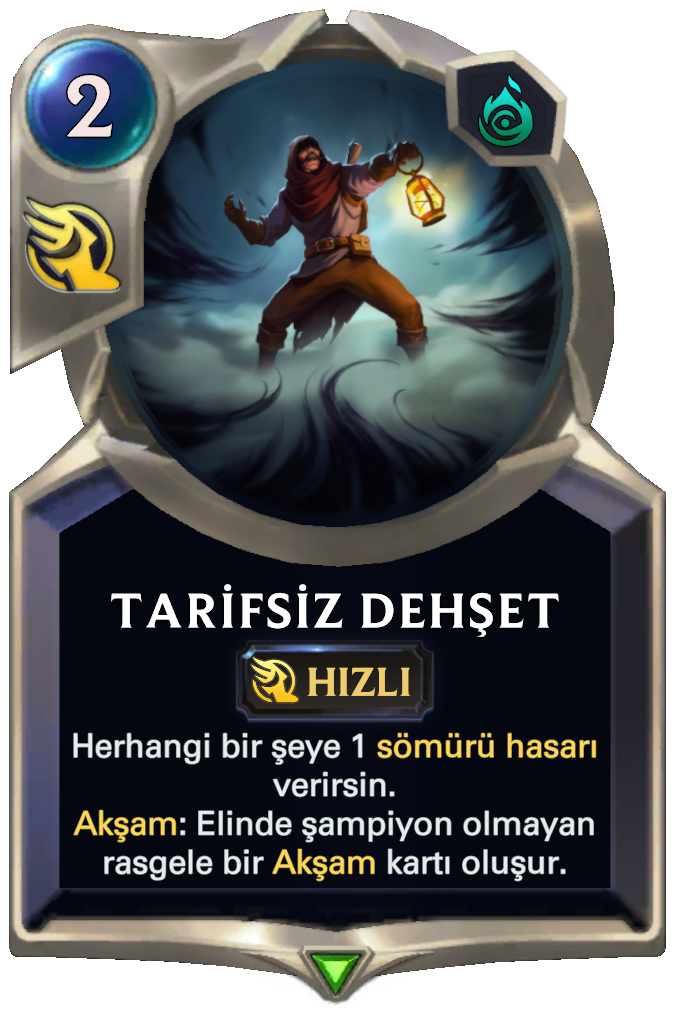 2
TARİFSİZ DEHŞET
HIZLI
Herhangi bir şeye 1 sömürü hasarı
verirsin.
Akşam: Elinde şampiyon olmayan
rasgele bir Akşam kartı oluşur.